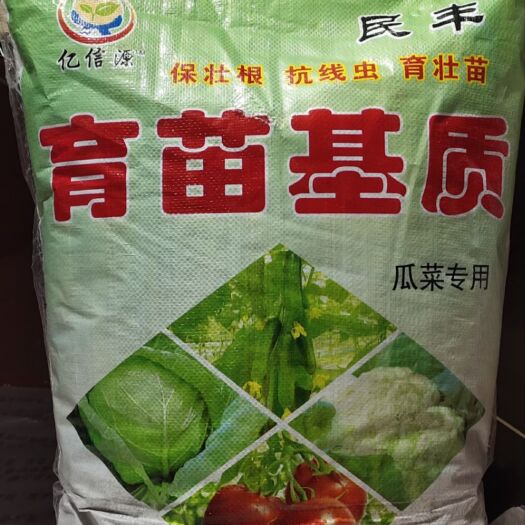 民丰
亿信源
保壮根 抗线虫 育壮苗
育苗基质
瓜菜专用